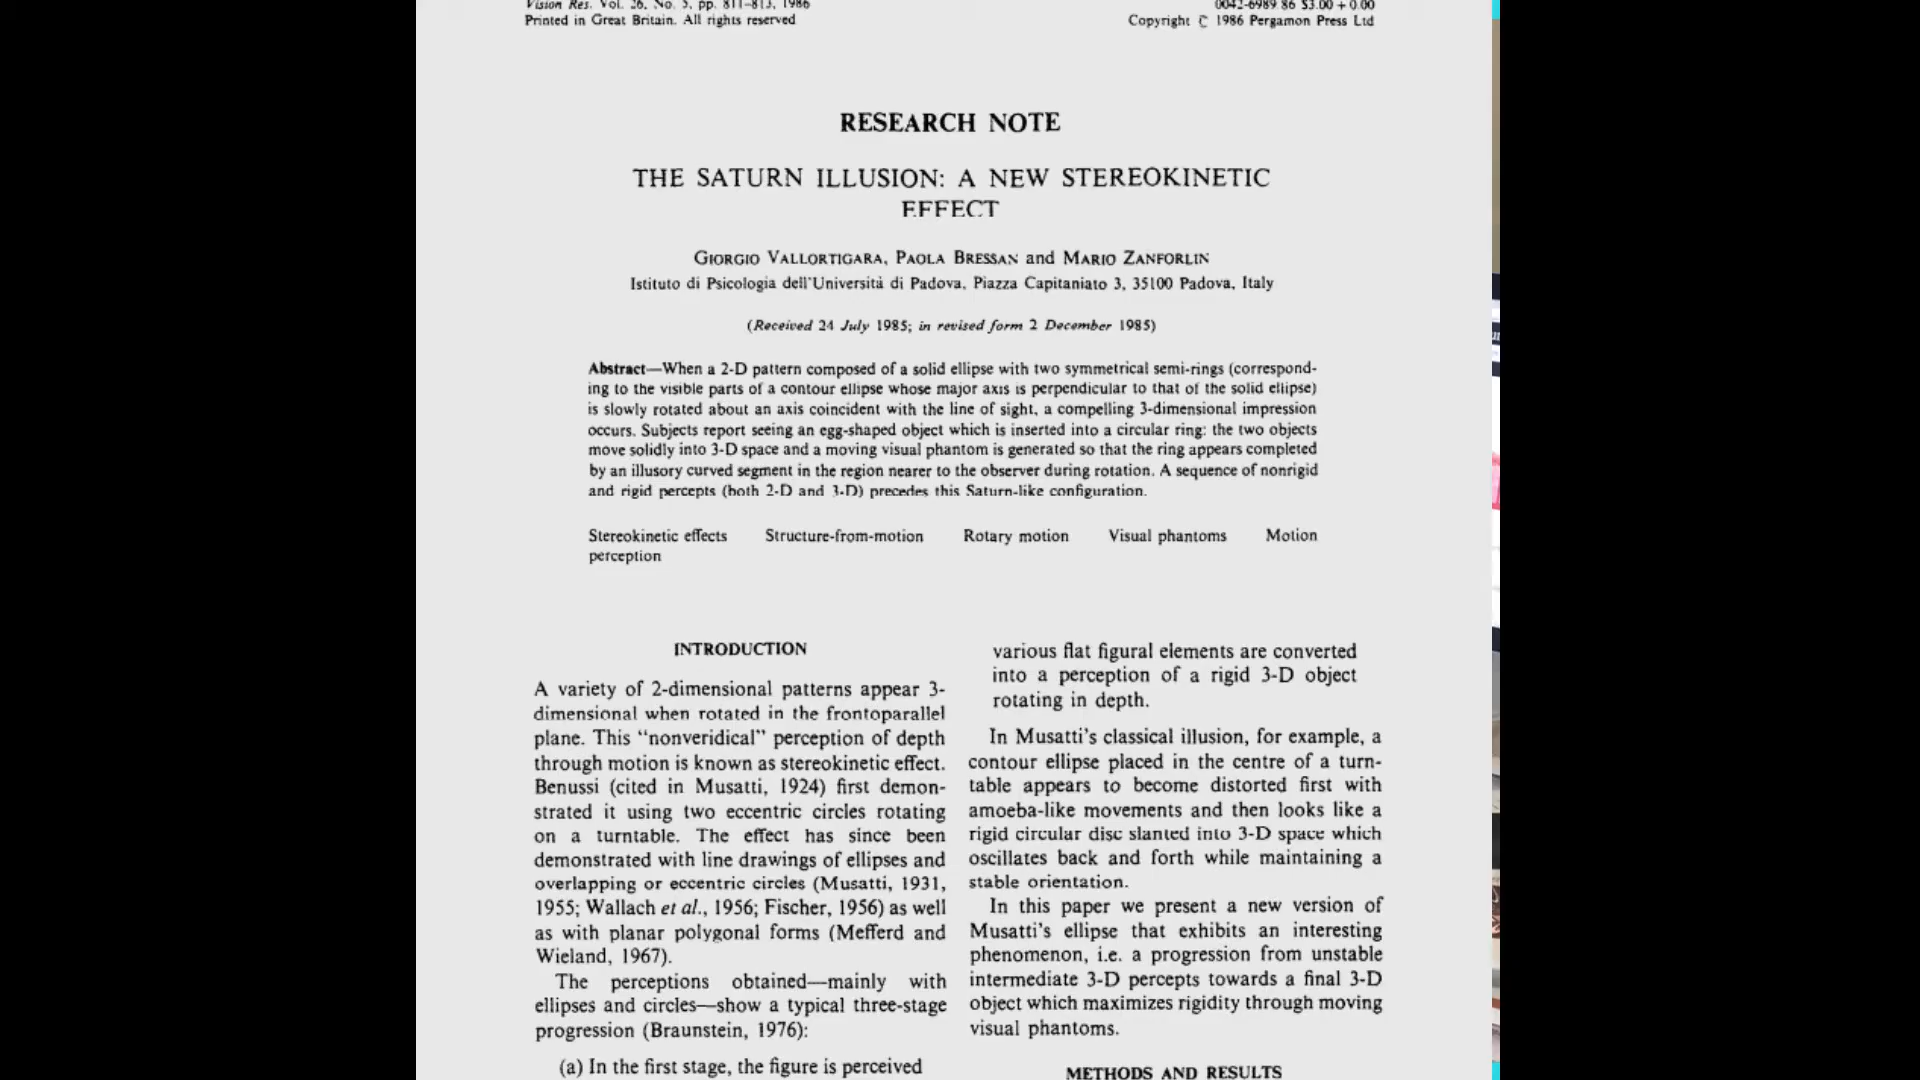 Vision Res. Vol. 26, No. 5, pp. 811-813, 1986
Printed in Great Britain. All rights reserved
0042-6989 86 $3.00 + 0.00
Copyright © 1986 Pergamon Press Ltd
RESEARCH NOTE
THE SATURN ILLUSION: A NEW STEREOKINETIC
EFFECT
GIORGIO VALLORTIGARA, PAOLA BRESSAN and MARIO ZANFORLIN
Istituto di Psicologia dell'Università di Padova, Piazza Capitaniato 3, 35100 Padova, Italy
(Received 24 July 1985; in revised form 2 December 1985)
Abstract—When a 2-D pattern composed of a solid ellipse with two symmetrical semi-rings (correspond-
ing to the visible parts of a contour ellipse whose major axis is perpendicular to that of the solid ellipse)
is slowly rotated about an axis coincident with the line of sight, a compelling 3-dimensional impression
occurs. Subjects report seeing an egg-shaped object which is inserted into a circular ring: the two objects
move solidly into 3-D space and a moving visual phantom is generated so that the ring appears completed
by an illusory curved segment in the region nearer to the observer during rotation. A sequence of nonrigid
and rigid percepts (both 2-D and 3-D) precedes this Saturn-like configuration.
Stereokinetic effects Structure-from-motion Rotary motion Visual phantoms Motion
perception
INTRODUCTION
A variety of 2-dimensional patterns appear 3-
dimensional when rotated in the frontoparallel
plane. This "nonveridical" perception of depth
through motion is known as stereokinetic effect.
Benussi (cited in Musatti, 1924) first demon-
strated it using two eccentric circles rotating
on a turntable. The effect has since been
demonstrated with line drawings of ellipses and
overlapping or eccentric circles (Musatti, 1931,
1955; Wallach et al., 1956; Fischer, 1956) as well
as with planar polygonal forms (Mefferd and
Wieland, 1967).
The perceptions obtained—mainly with
ellipses and circles—show a typical three-stage
progression (Braunstein, 1976):
(a) In the first stage, the figure is perceived
various flat figural elements are converted
into a perception of a rigid 3-D object
rotating in depth.
In Musatti's classical illusion, for example, a
contour ellipse placed in the centre of a turn-
table appears to become distorted first with
amoeba-like movements and then looks like a
rigid circular disc slanted into 3-D space which
oscillates back and forth while maintaining a
stable orientation.
In this paper we present a new version of
Musatti's ellipse that exhibits an interesting
phenomenon, i.e. a progression from unstable
intermediate 3-D percepts towards a final 3-D
object which maximizes rigidity through moving
visual phantoms.
METHODS AND RESULTS